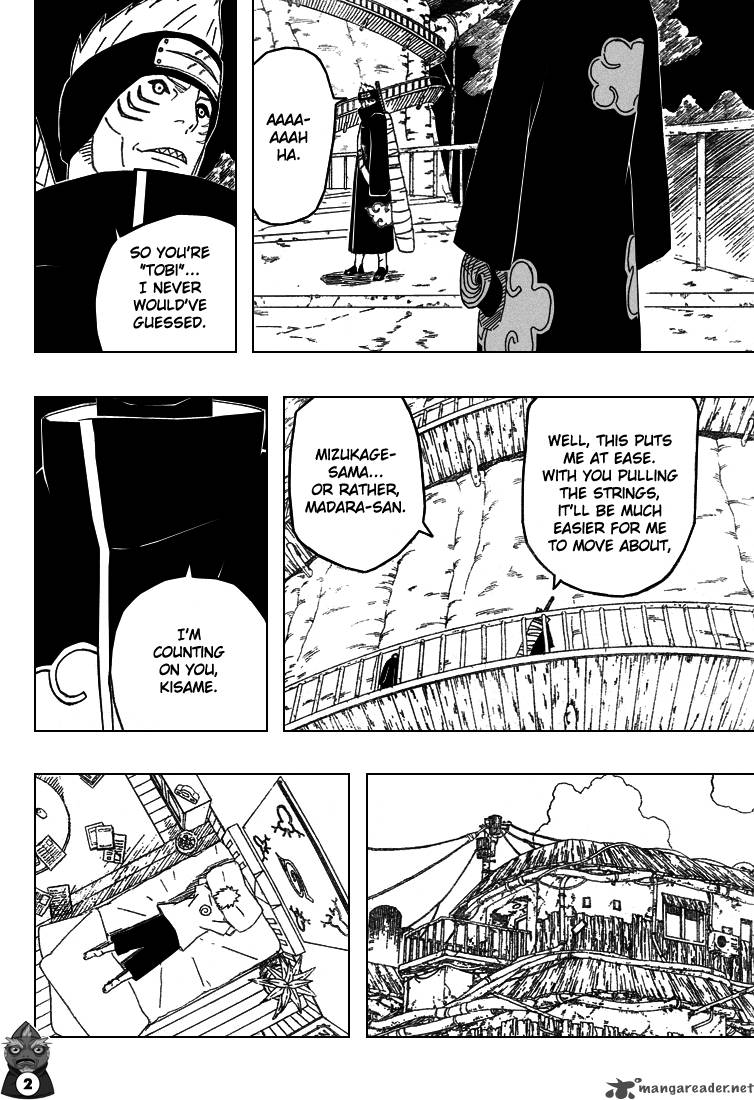 AAAA-
AAAH
HA.
SO YOU'RE
"TOBI"...
I NEVER
WOULD'VE
GUESSED.
WELL, THIS PUTS
ME AT EASE.
WITH YOU PULLING
THE STRINGS,
IT'LL BE MUCH
EASIER FOR ME
TO MOVE ABOUT,
MIZUKAGE-
SAMA...
OR RATHER,
MADARA-SAN.
I'M
COUNTING
ON YOU,
KISAME.
2
mangareader.net